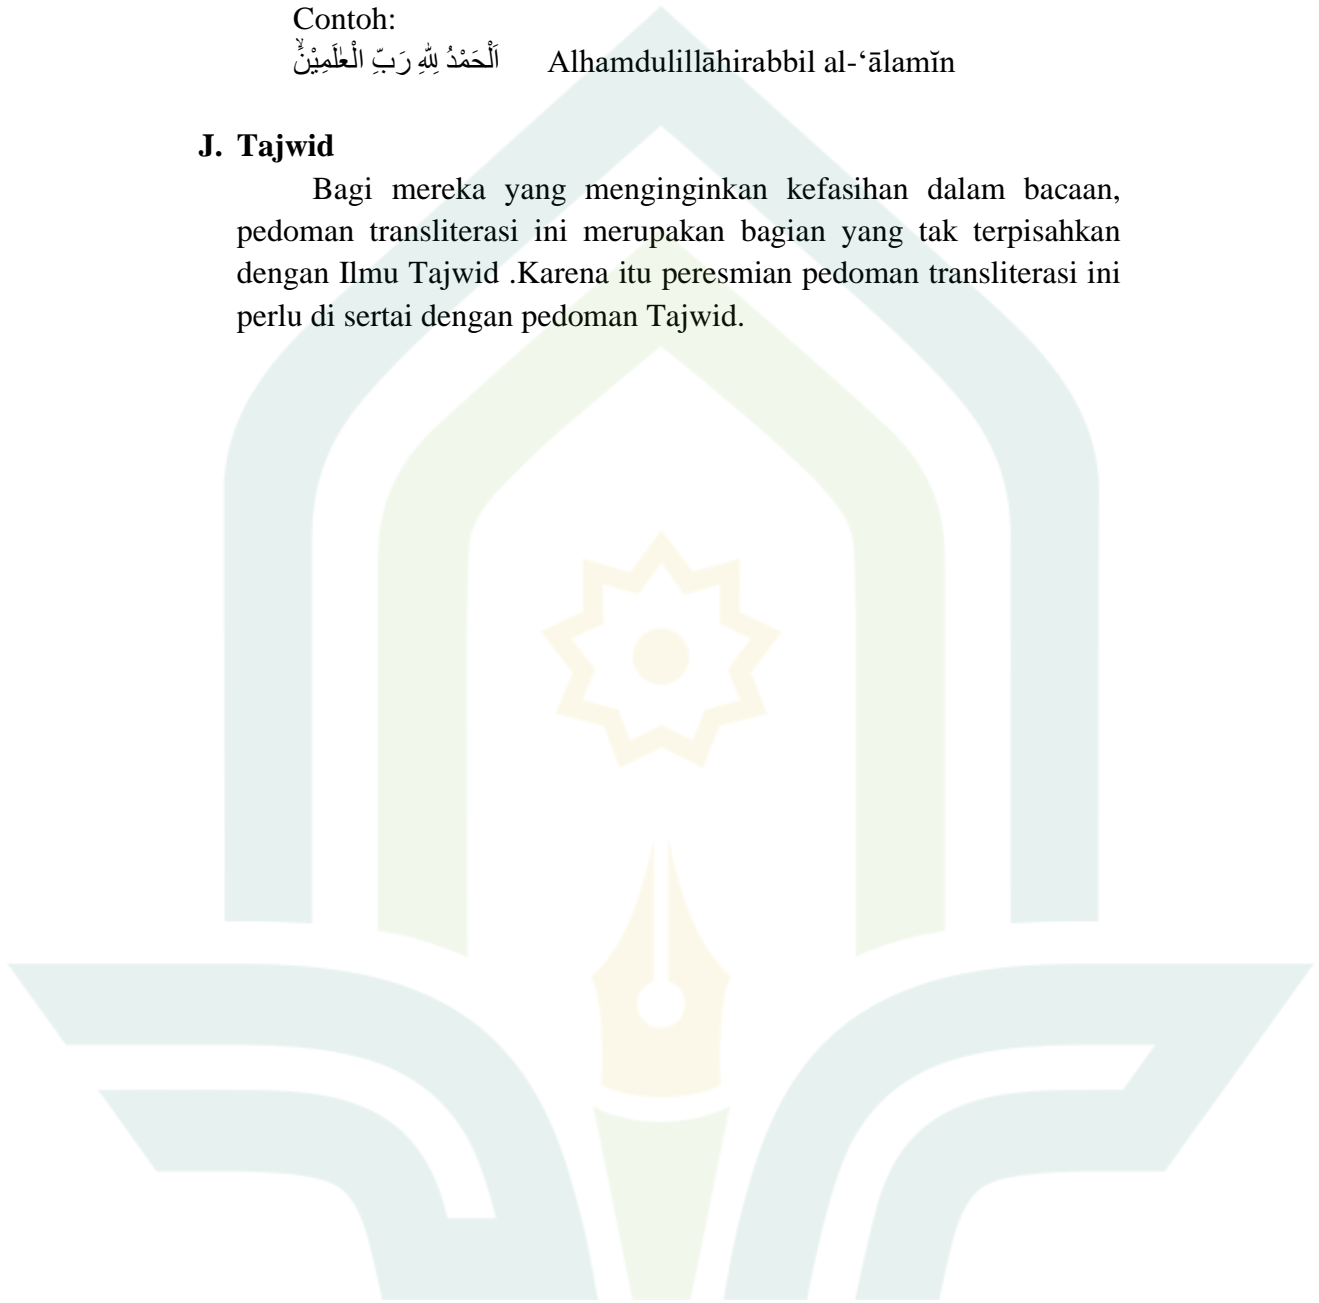 Contoh:
اَلْحَمْدُ لِلّٰهِ رَبِّ الْعٰلَمِيْنَۙ Alhamdulillāhirabbil al-‘ālamĭn
J. Tajwid
Bagi mereka yang menginginkan kefasihan dalam bacaan,
pedoman transliterasi ini merupakan bagian yang tak terpisahkan
dengan Ilmu Tajwid .Karena itu peresmian pedoman transliterasi ini
perlu di sertai dengan pedoman Tajwid.